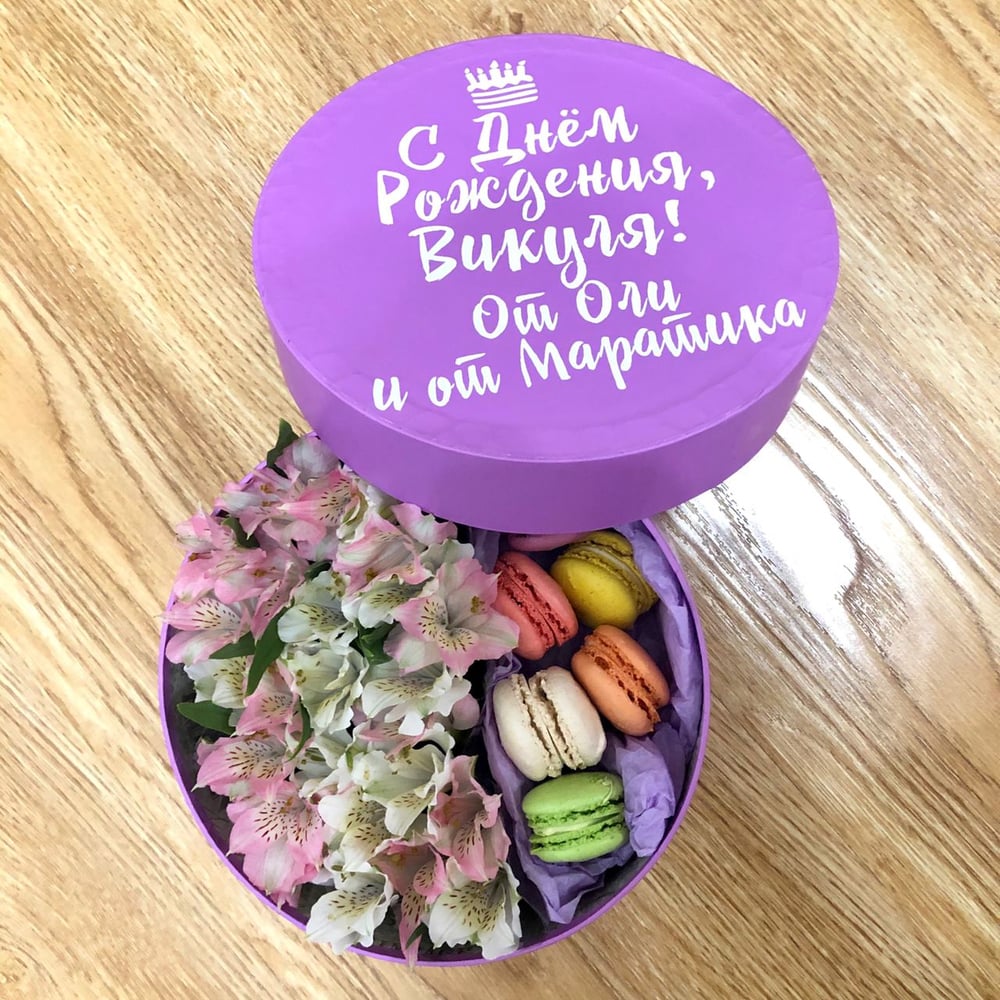 С Днём
Рождения,
Викуля!
От Оли
и от Маратика